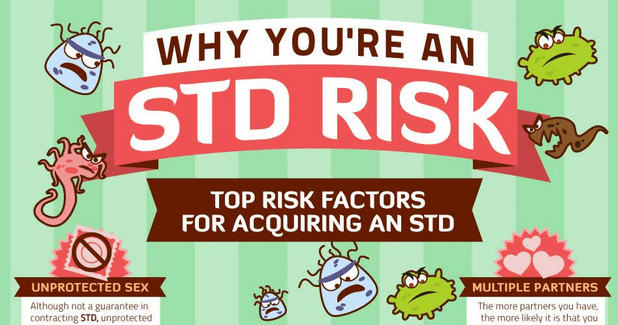 WHY YOU'RE AN
STD RISK
TOP RISK FACTORS
FOR ACQUIRING AN STD
UNPROTECTED SEX
Although not a guarantee in
contracting STD, unprotected
MULTIPLE PARTNERS
The more partners you have,
the more likely it is that you